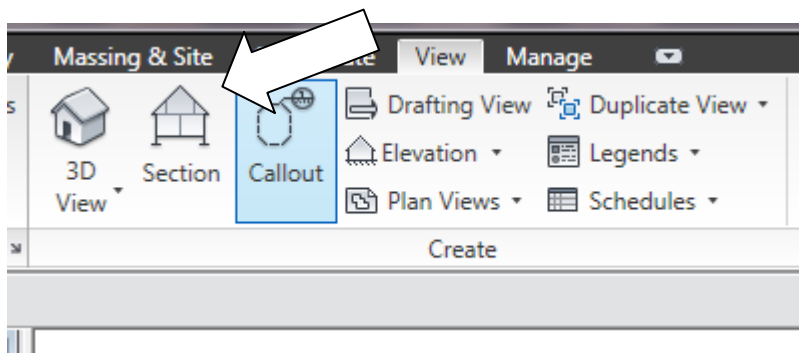 Massing & Site View Manage
3D View Section Callout
Drafting View Duplicate View
Elevation Legends
Plan Views Schedules
Create